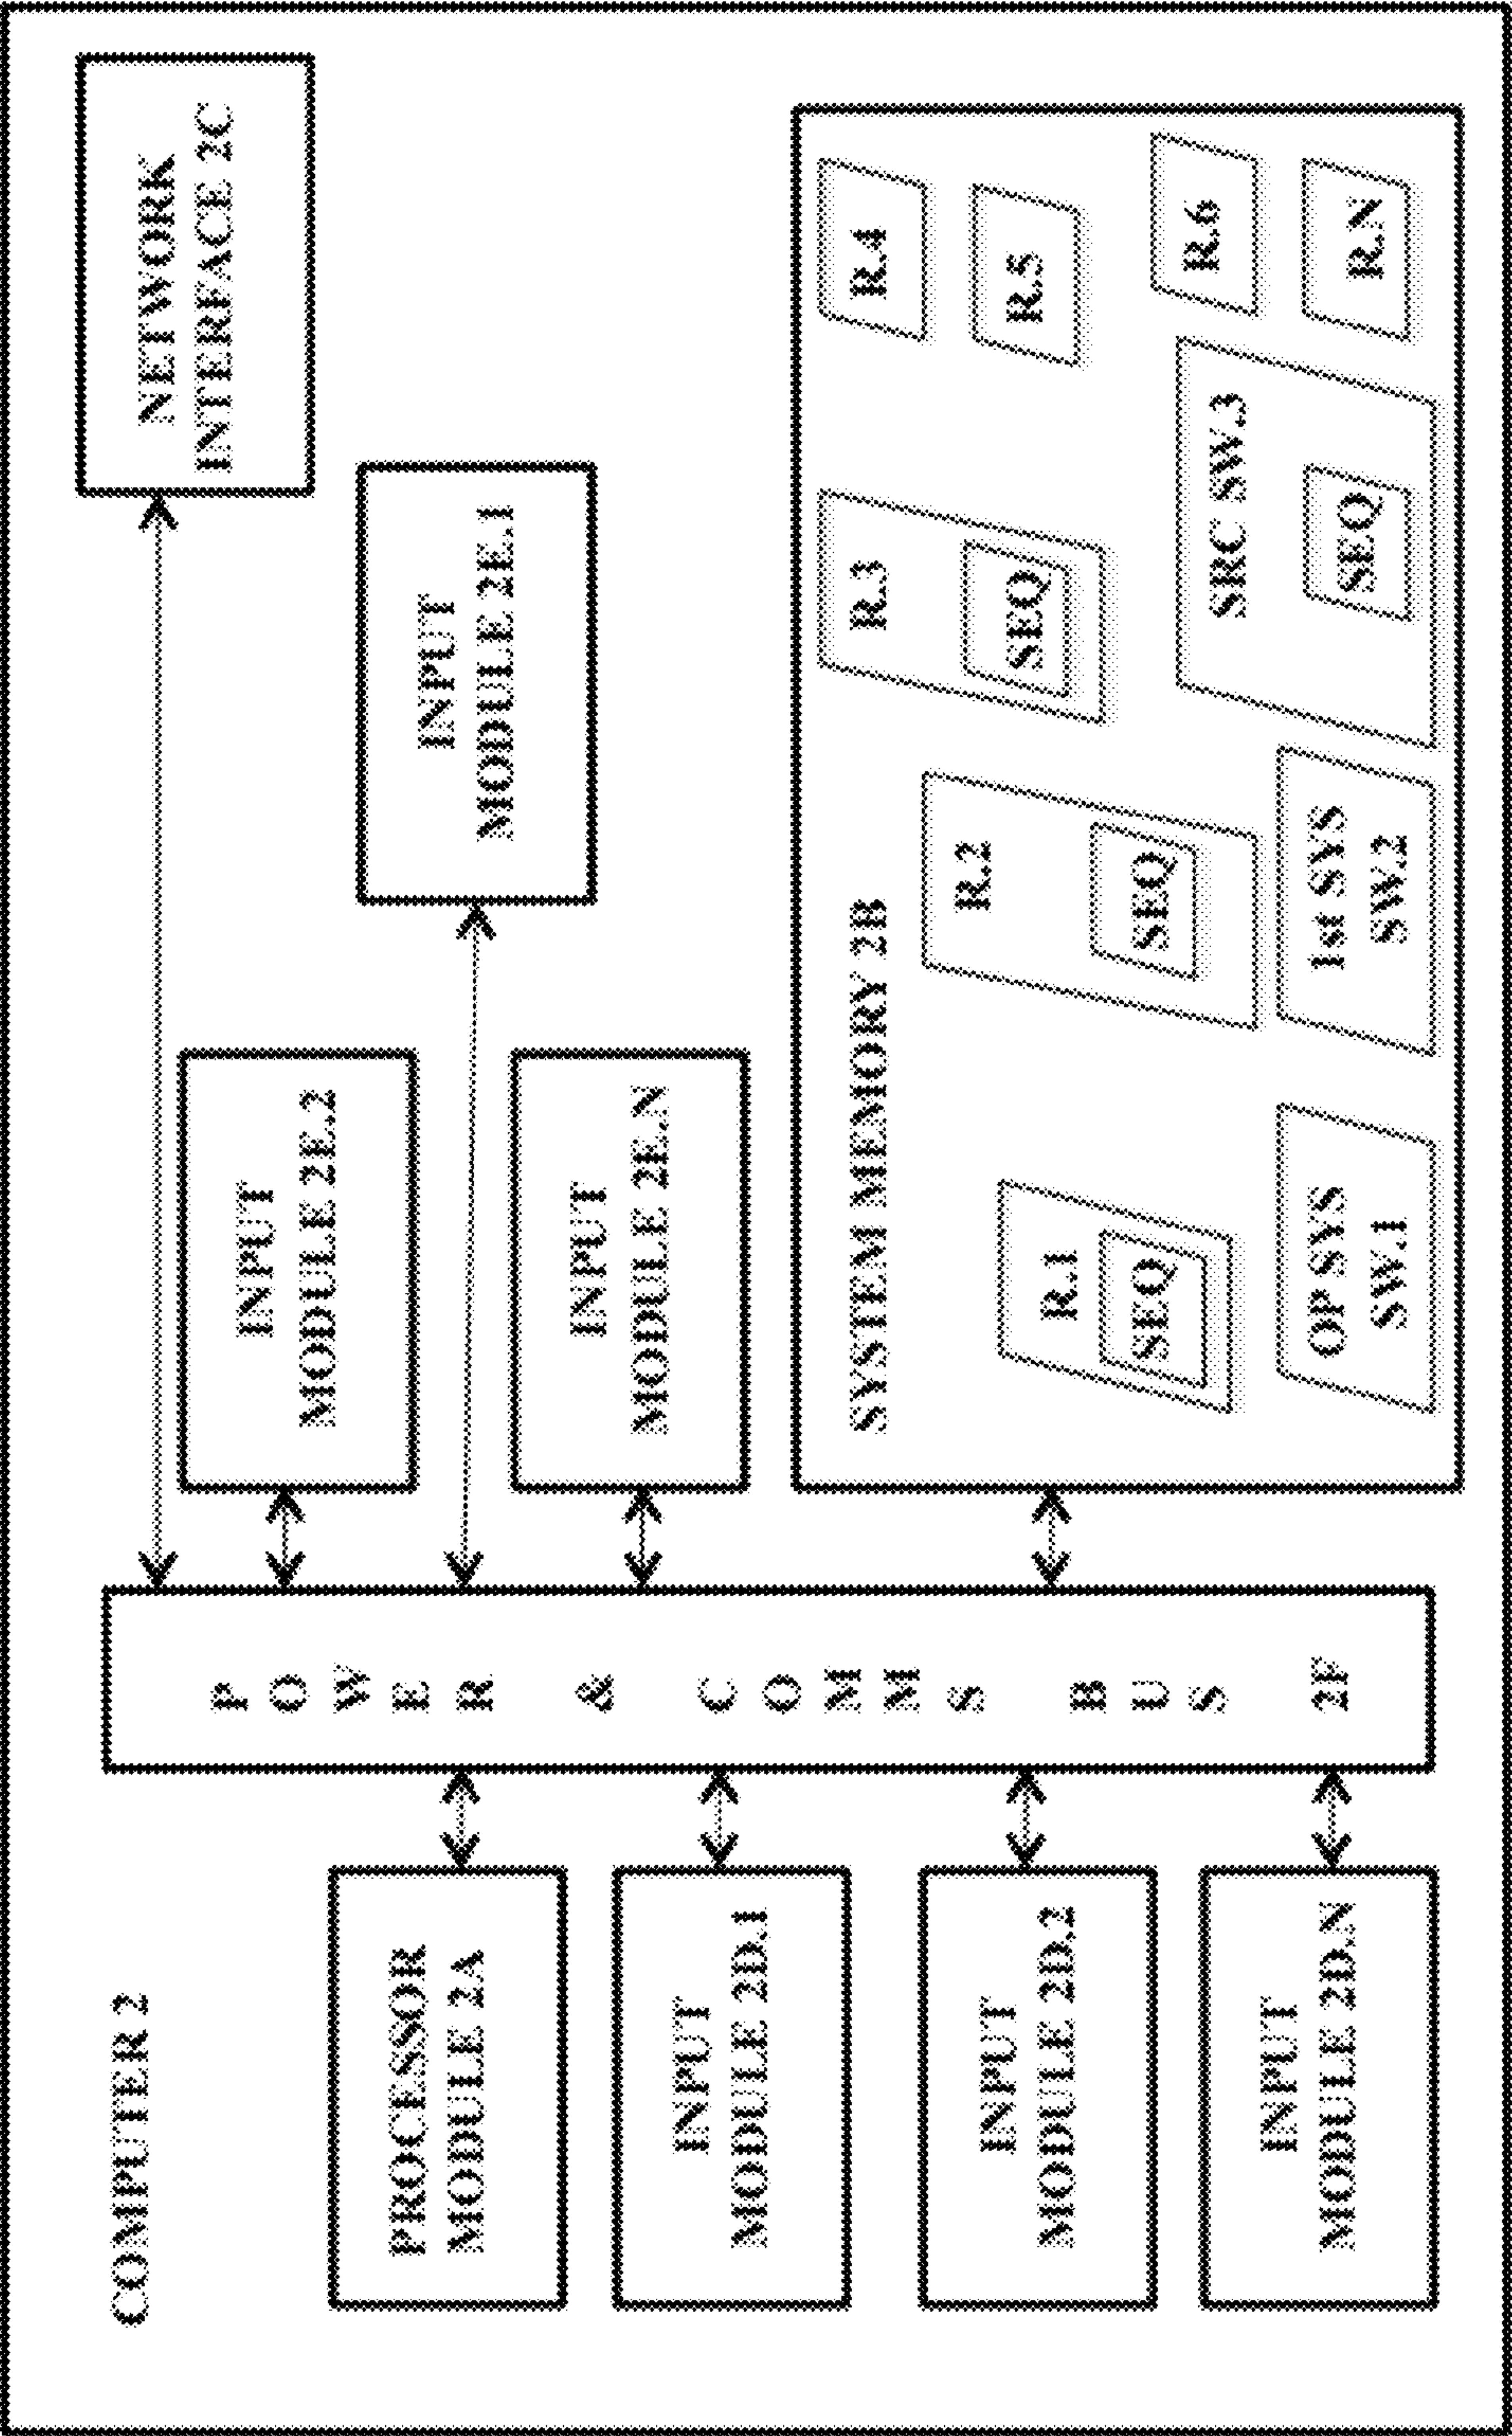 COMPUTER 2
PROCESSOR
MODULE 2A
INPUT
MODULE 2D.1
INPUT
MODULE 2D.2
INPUT
MODULE 2D.N
POWER & COMMS BUS 2F
NETWORK
INTERFACE 2C
INPUT
MODULE 2E.2
INPUT
MODULE 2E.1
INPUT
MODULE 2E.N
SYSTEM MEMORY 2B
R.1
SEQ
R.2
SEQ
R.3
SEQ
R.4
R.5
R.6
R.N
OP SYS
SW.1
1st SYS
SW.2
SRC SW.3
SEQ